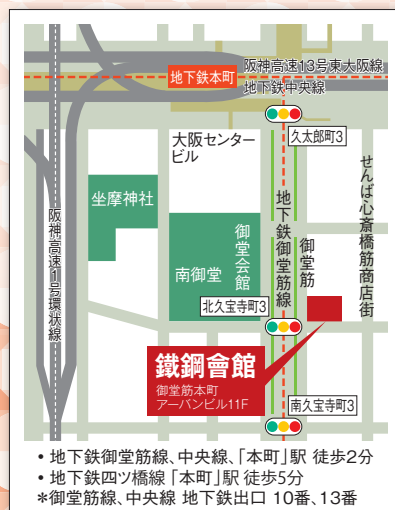 阪神高速13号東大阪線
地下鉄本町
地下鉄中央線
久太郎町3
大阪センター
ビル
坐摩神社
せんば心斎橋筋商店街
阪神高速1号環状線
地下鉄御堂筋線
御堂筋
御堂会館
南御堂
北久宝寺町3
鐵鋼會館
御堂筋本町
アーバンビル11F
南久宝寺町3
• 地下鉄御堂筋線、中央線、「本町」駅 徒歩2分
• 地下鉄四ツ橋線 「本町」駅 徒歩5分
*御堂筋線、中央線 地下鉄出口 10番、13番